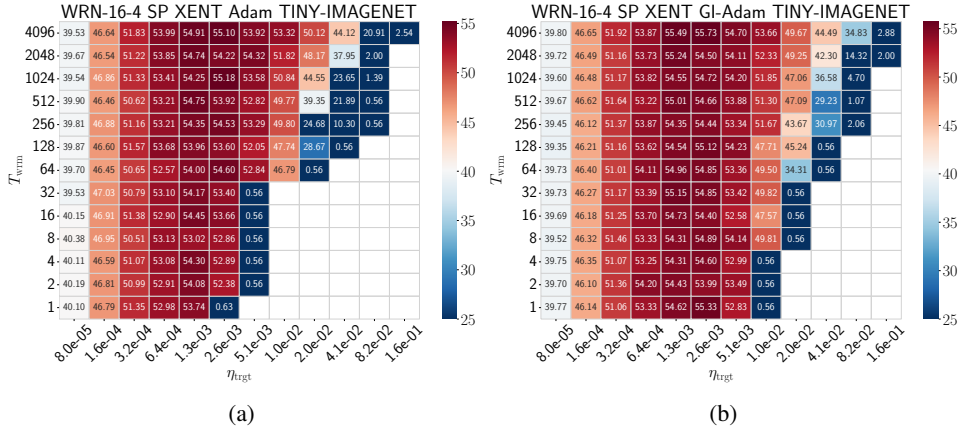 WRN-16-4 SP XENT Adam TINY-IMAGENET
4096 39.53 46.64 51.83 53.99 54.91 55.10 53.92 53.32 50.12 44.12 20.91 2.54
2048 39.67 46.54 51.22 53.85 54.74 54.22 54.32 51.82 48.17 37.95 2.00
1024 39.54 46.86 51.33 53.41 54.25 55.18 53.58 50.84 44.55 23.65 1.39
512 39.90 46.46 50.62 53.21 54.75 53.92 52.82 49.77 39.35 21.89 0.56
256 39.81 46.88 51.56 53.21 54.35 54.53 53.29 49.80 24.68 10.30 0.56
128 39.87 46.60 51.57 53.68 53.96 53.60 52.05 47.74 28.67 0.56
64 39.70 46.45 50.65 52.57 54.00 54.60 52.84 46.79 0.56
32 39.53 47.03 50.79 53.10 54.17 53.40 0.56
16 40.15 46.91 51.38 52.90 54.45 53.66 0.56
8 40.38 46.95 50.51 53.13 53.02 52.86 0.56
4 40.11 46.59 51.07 53.08 54.30 52.89 0.56
2 40.19 46.81 50.99 52.91 54.08 52.38 0.56
1 40.10 46.79 51.35 52.98 53.74 0.63
T_wrm
8.0e-05 1.6e-04 3.2e-04 6.4e-04 1.3e-03 2.6e-03 5.1e-03 1.0e-02 2.0e-02 4.1e-02 8.2e-02 1.6e-01
η_trgt
55
50
45
40
35
30
25
(a)
WRN-16-4 SP XENT GI-Adam TINY-IMAGENET
4096 39.80 46.65 51.92 53.87 55.49 55.73 54.70 53.66 49.67 44.49 34.83 2.88
2048 39.72 46.49 51.63 53.24 55.24 54.50 55.11 52.33 49.25 42.30 14.32 2.00
1024 39.60 46.48 51.17 53.82 54.55 54.72 54.20 51.85 47.06 36.58 4.70
512 39.67 46.62 51.64 53.22 55.01 54.66 53.88 51.30 47.09 29.23 1.07
256 39.45 46.12 51.37 53.87 54.35 55.44 53.34 52.67 43.67 30.97 2.06
128 39.35 46.41 51.60 53.54 54.67 55.12 54.23 47.71 45.24 0.56
64 39.75 46.60 51.01 54.11 54.96 54.85 53.36 49.50 34.31 0.56
32 39.73 46.27 51.17 53.39 55.15 54.52 53.42 49.82 0.56
16 39.69 46.18 51.25 53.70 54.73 54.40 52.58 47.57 0.56
8 39.52 46.32 51.46 53.33 54.31 54.89 54.14 49.81 0.56
4 39.75 46.35 51.01 53.25 54.31 54.60 52.99 0.56
2 39.77 46.10 51.36 54.20 54.43 53.99 53.49 0.56
1 39.77 46.14 51.06 53.33 54.62 55.33 52.83 0.56
T_wrm
8.0e-05 1.6e-04 3.2e-04 6.4e-04 1.3e-03 2.6e-03 5.1e-03 1.0e-02 2.0e-02 4.1e-02 8.2e-02 1.6e-01
η_trgt
55
50
45
40
35
30
25
(b)